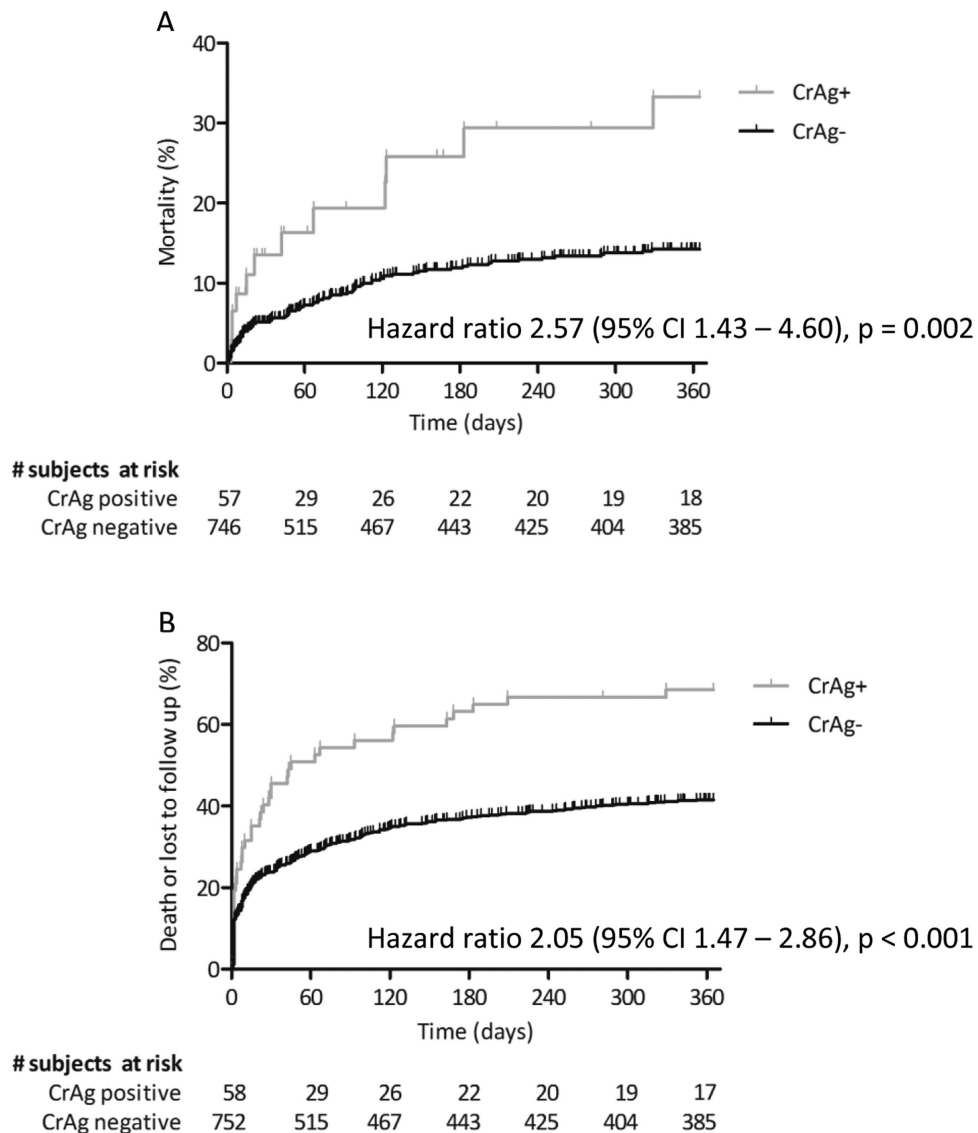 A
40
30
20
10
0
Mortality (%)
CrAg+
CrAg-
Hazard ratio 2.57 (95% CI 1.43 – 4.60), p = 0.002
0 60 120 180 240 300 360
Time (days)
# subjects at risk
CrAg positive 57 29 26 22 20 19 18
CrAg negative 746 515 467 443 425 404 385
B
80
60
40
20
0
Death or lost to follow up (%)
CrAg+
CrAg-
Hazard ratio 2.05 (95% CI 1.47 – 2.86), p < 0.001
0 60 120 180 240 300 360
Time (days)
# subjects at risk
CrAg positive 58 29 26 22 20 19 17
CrAg negative 752 515 467 443 425 404 385